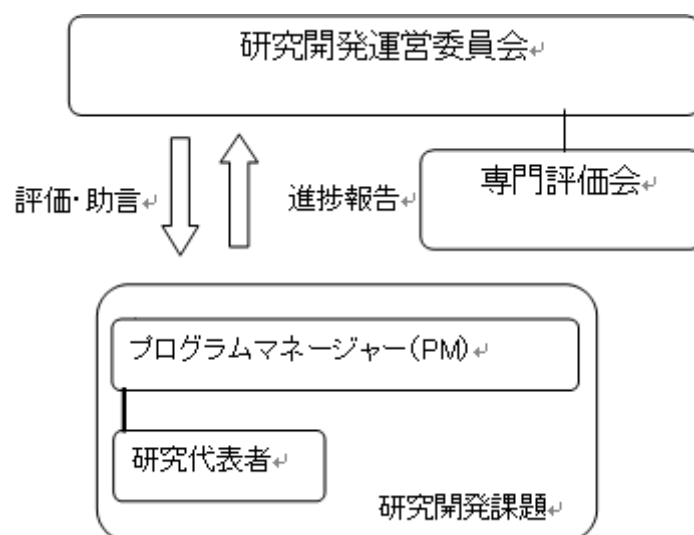 研究開発運営委員会
専門評価会
評価・助言
進捗報告
プログラムマネージャー(PM)
研究代表者
研究開発課題